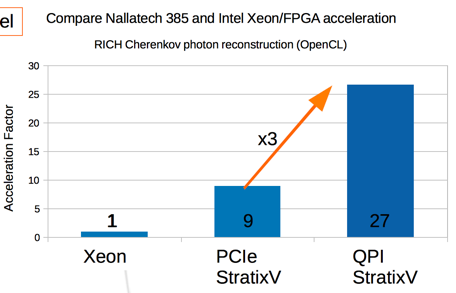 el
Compare Nallatech 385 and Intel Xeon/FPGA acceleration
RICH Cherenkov photon reconstruction (OpenCL)
Acceleration Factor
30
25
20
15
10
5
0
x3
1
9
27
Xeon
PCIe
StratixV
QPI
StratixV